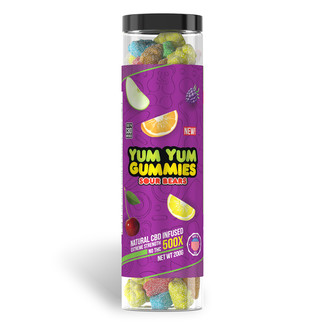 NEW!
YUM YUM
GUMMIES
SOUR BEARS
NATURAL CBD INFUSED
EXTREME STRENGTH
NO THC
500X
NET WT 200G